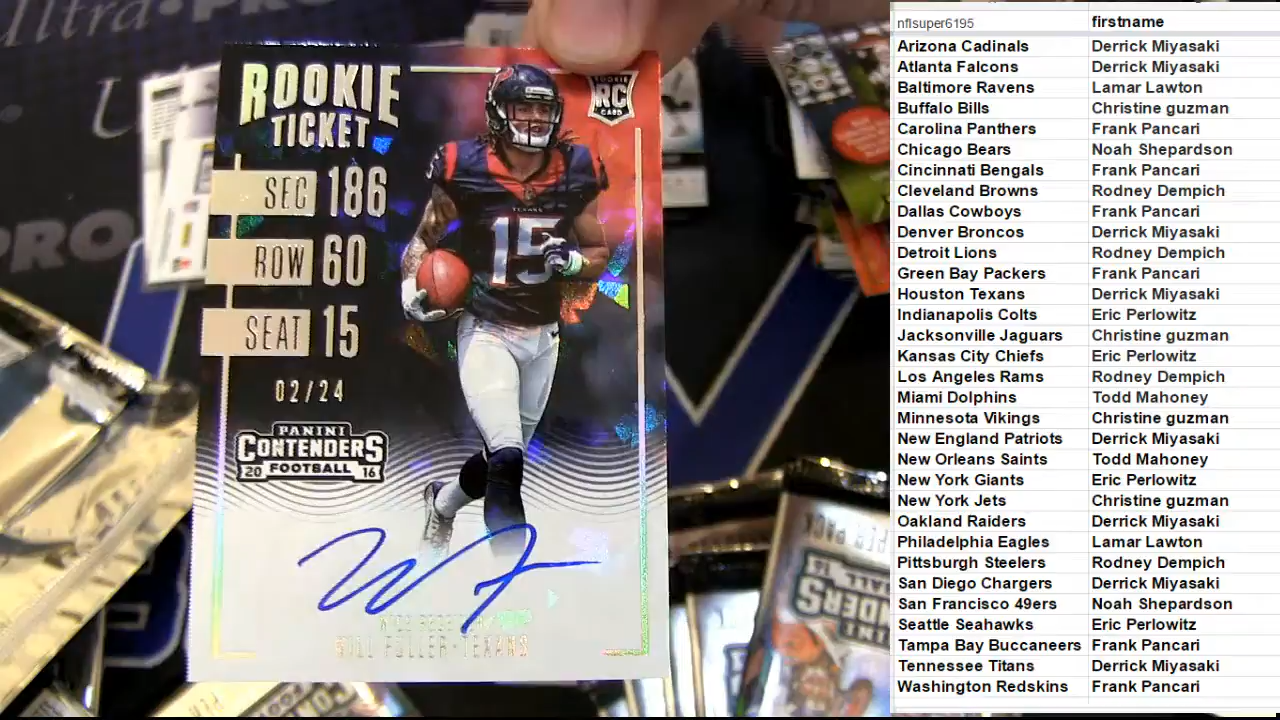 ROOKIE
TICKET
ROOKIE
RC
CARD
SEC 186
ROW 60
SEAT 15
02/24
PANINI
CONTENDERS
20 FOOTBALL 16
TEXANS
15
WILL FULLER • TEXANS
Ultra•PRO
PRO
nflsuper6195 firstname
Arizona Cadinals Derrick Miyasaki
Atlanta Falcons Derrick Miyasaki
Baltimore Ravens Lamar Lawton
Buffalo Bills Christine guzman
Carolina Panthers Frank Pancari
Chicago Bears Noah Shepardson
Cincinnati Bengals Frank Pancari
Cleveland Browns Rodney Dempich
Dallas Cowboys Frank Pancari
Denver Broncos Derrick Miyasaki
Detroit Lions Rodney Dempich
Green Bay Packers Frank Pancari
Houston Texans Derrick Miyasaki
Indianapolis Colts Eric Perlowitz
Jacksonville Jaguars Christine guzman
Kansas City Chiefs Eric Perlowitz
Los Angeles Rams Rodney Dempich
Miami Dolphins Todd Mahoney
Minnesota Vikings Christine guzman
New England Patriots Derrick Miyasaki
New Orleans Saints Todd Mahoney
New York Giants Eric Perlowitz
New York Jets Christine guzman
Oakland Raiders Derrick Miyasaki
Philadelphia Eagles Lamar Lawton
Pittsburgh Steelers Rodney Dempich
San Diego Chargers Derrick Miyasaki
San Francisco 49ers Noah Shepardson
Seattle Seahawks Eric Perlowitz
Tampa Bay Buccaneers Frank Pancari
Tennessee Titans Derrick Miyasaki
Washington Redskins Frank Pancari